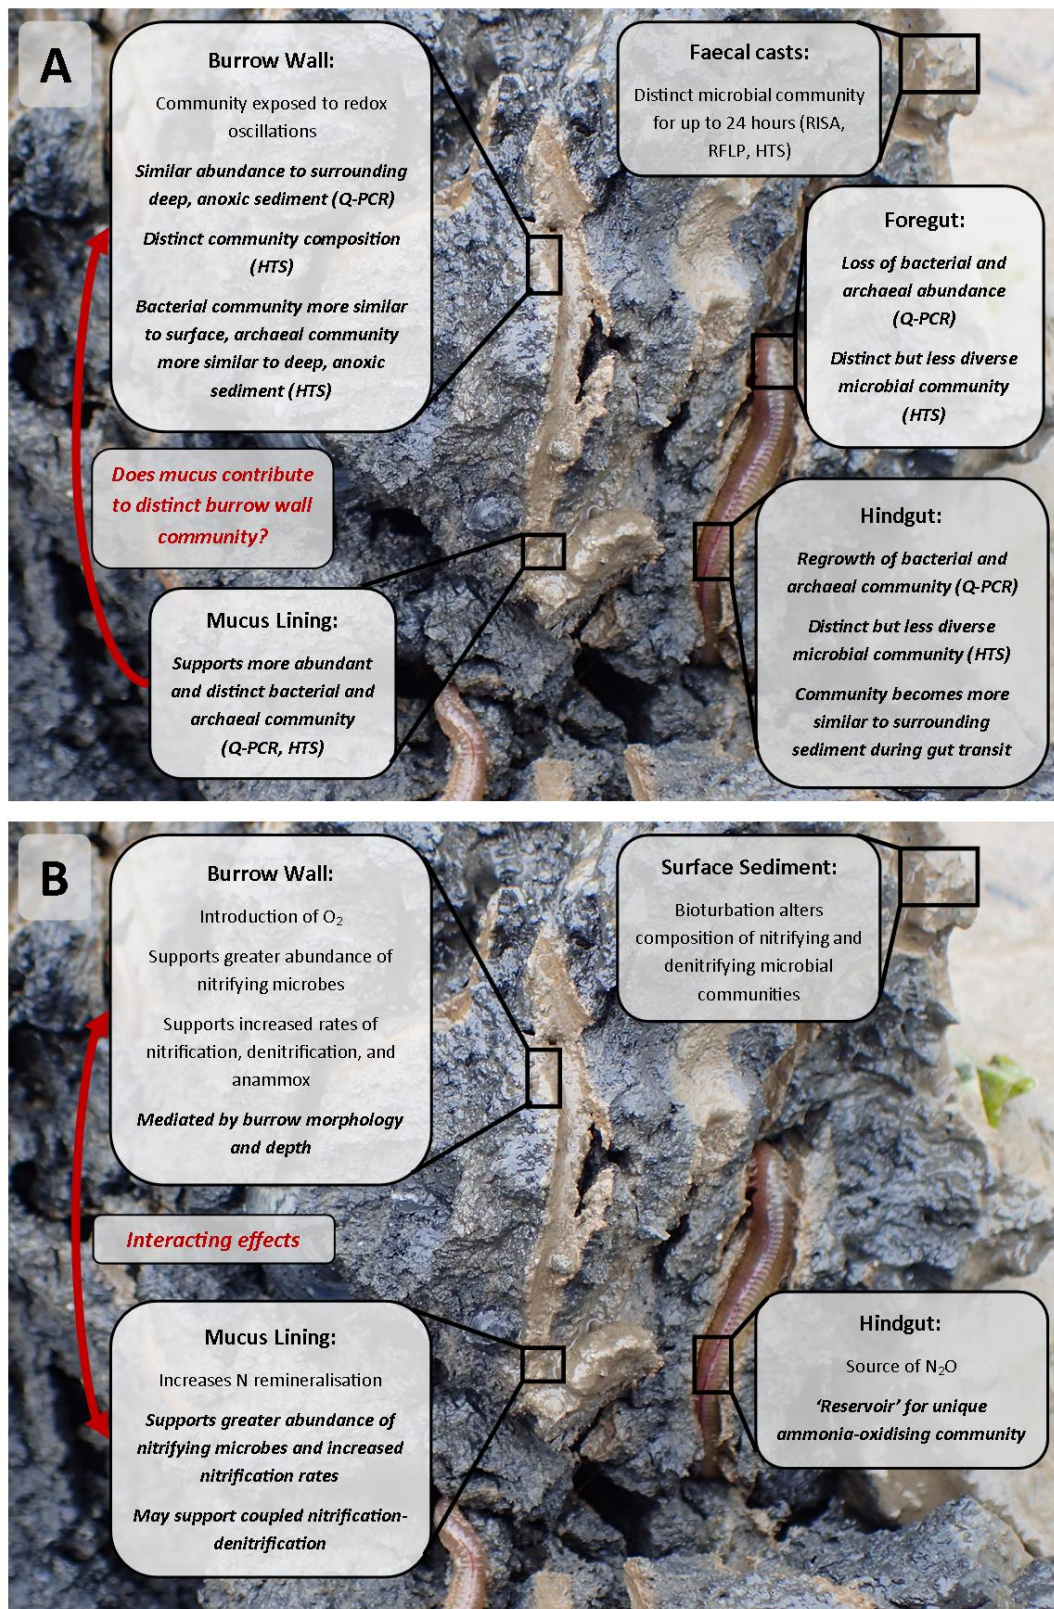 A
Burrow Wall:
Community exposed to redox
oscillations
Similar abundance to surrounding
deep, anoxic sediment (Q-PCR)
Distinct community composition
(HTS)
Bacterial community more similar
to surface, archaeal community
more similar to deep, anoxic
sediment (HTS)
Faecal casts:
Distinct microbial community
for up to 24 hours (RISA,
RFLP, HTS)
Foregut:
Loss of bacterial and
archaeal abundance
(Q-PCR)
Distinct but less diverse
microbial community
(HTS)
Does mucus contribute
to distinct burrow wall
community?
Hindgut:
Regrowth of bacterial and
archaeal community (Q-PCR)
Distinct but less diverse
microbial community (HTS)
Community becomes more
similar to surrounding
sediment during gut transit
Mucus Lining:
Supports more abundant
and distinct bacterial and
archaeal community
(Q-PCR, HTS)
B
Burrow Wall:
Introduction of O₂
Supports greater abundance of
nitrifying microbes
Supports increased rates of
nitrification, denitrification, and
anammox
Mediated by burrow morphology
and depth
Surface Sediment:
Bioturbation alters
composition of nitrifying and
denitrifying microbial
communities
Interacting effects
Mucus Lining:
Increases N remineralisation
Supports greater abundance of
nitrifying microbes and increased
nitrification rates
May support coupled nitrification-
denitrification
Hindgut:
Source of N₂O
‘Reservoir’ for unique
ammonia-oxidising community